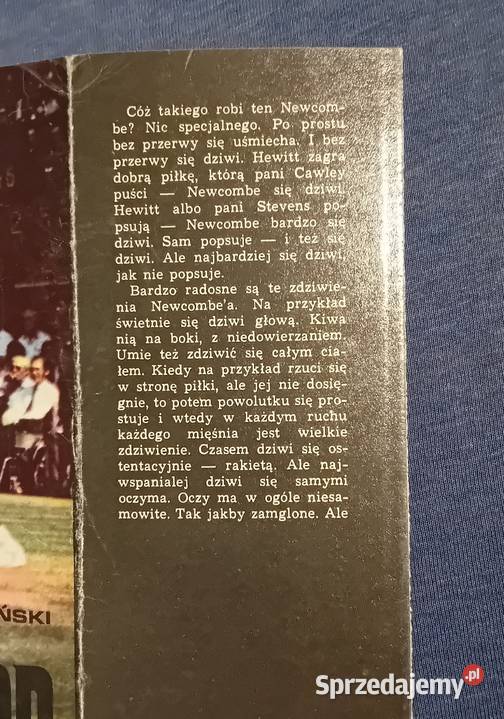 Cóż takiego robi ten Newcom-
be? Nic specjalnego. Po prostu
bez przerwy się uśmiecha. I bez
przerwy się dziwi. Hewitt zagra
dobrą piłkę, którą pani Cawley
puści — Newcombe się dziwi.
Hewitt albo pani Stevens po-
psują — Newcombe bardzo się
dziwi. Sam popsuje — i też się
dziwi. Ale najbardziej się dziwi,
jak nie popsuje.
Bardzo radosne są te zdziwie-
nia Newcombe'a. Na przykład
świetnie się dziwi głową. Kiwa
nią na boki, z niedowierzaniem.
Umie też zdziwić się całym cia-
łem. Kiedy na przykład rzuci się
w stronę piłki, ale jej nie dosię-
gnie, to potem powolutku się pro-
stuje i wtedy w każdym ruchu
każdego mięśnia jest wielkie
zdziwienie. Czasem dziwi się os-
tentacyjnie — rakietą. Ale naj-
wspanialej dziwi się samymi
oczyma. Oczy ma w ogóle niesa-
mowite. Tak jakby zamglone. Ale
ŃSKI
Sprzedajemy.pl